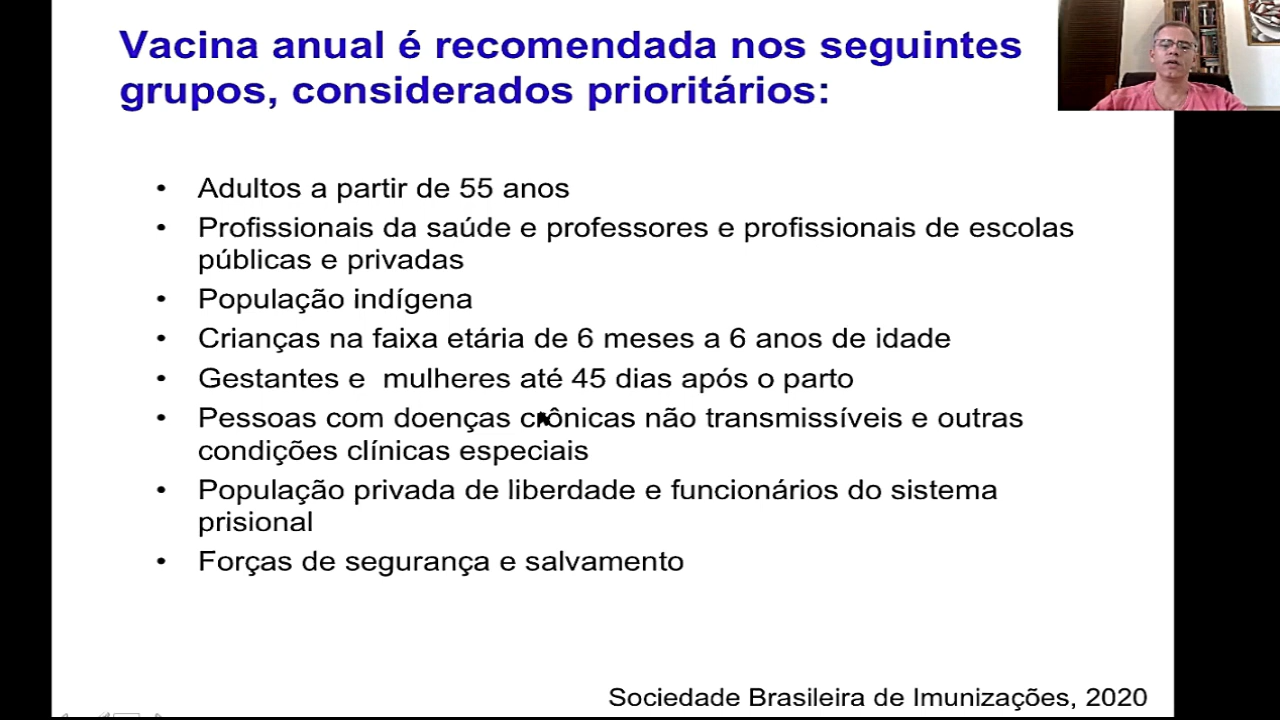 Vacina anual é recomendada nos seguintes
grupos, considerados prioritários:
• Adultos a partir de 55 anos
• Profissionais da saúde e professores e profissionais de escolas
públicas e privadas
• População indígena
• Crianças na faixa etária de 6 meses a 6 anos de idade
• Gestantes e  mulheres até 45 dias após o parto
• Pessoas com doenças crônicas não transmissíveis e outras
condições clínicas especiais
• População privada de liberdade e funcionários do sistema
prisional
• Forças de segurança e salvamento
Sociedade Brasileira de Imunizações, 2020